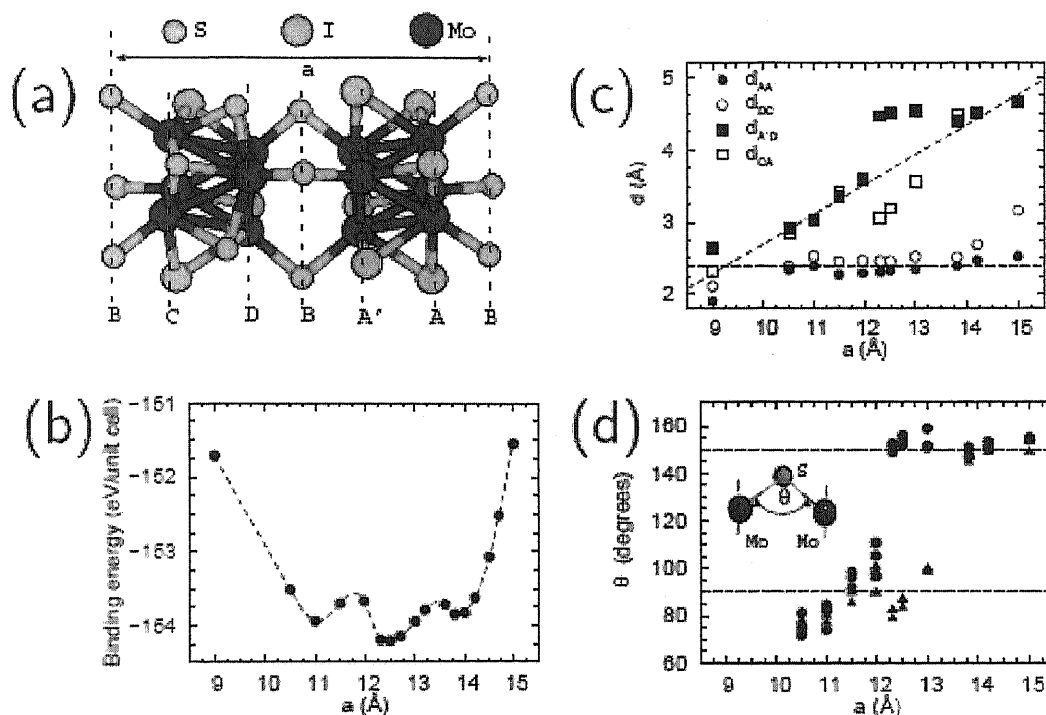 S I Mo
a
(a)
B C D B A' A B
(c)
d_AA
d_DC
d_A'D
d_CA
d (Å)
5
4
3
2
9 10 11 12 13 14 15
a (Å)
(b)
Binding energy (eV/unit cell)
-151
-152
-153
-154
9 10 11 12 13 14 15
a (Å)
(d)
θ (degrees)
160
140
120
100
80
60
S
θ
Mo Mo
9 10 11 12 13 14 15
a (Å)